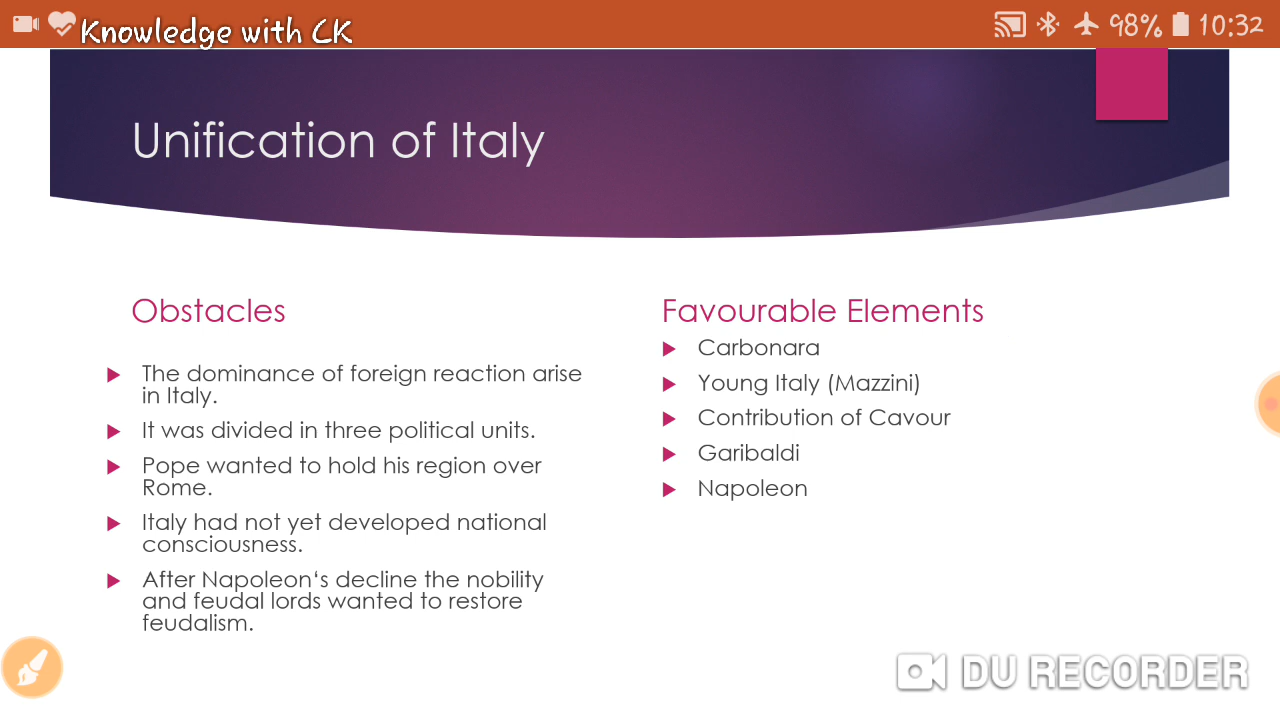 Knowledge with CK
98%
10:32
Unification of Italy
Obstacles
The dominance of foreign reaction arise
in Italy.
It was divided in three political units.
Pope wanted to hold his region over
Rome.
Italy had not yet developed national
consciousness.
After Napoleon‘s decline the nobility
and feudal lords wanted to restore
feudalism.
Favourable Elements
Carbonara
Young Italy (Mazzini)
Contribution of Cavour
Garibaldi
Napoleon
DU RECORDER